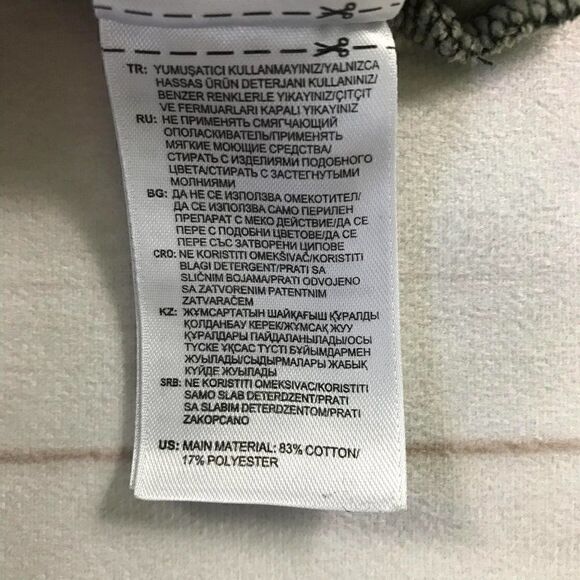 TR: YUMUŞATICI KULLANMAYINIZ/YALNIZCA
HASSAS ÜRÜN DETERJANI KULLANINIZ/
BENZER RENKLERLE YIKAYINIZ/ÇITÇIT
VE FERMUARLARI KAPALI YIKAYINIZ
RU: НЕ ПРИМЕНЯТЬ СМЯГЧАЮЩИЙ
ОПОЛАСКИВАТЕЛЬ/ПРИМЕНЯТЬ
МЯГКИЕ МОЮЩИЕ СРЕДСТВА/
СТИРАТЬ С ИЗДЕЛИЯМИ ПОДОБНОГО
ЦВЕТА/СТИРАТЬ С ЗАСТЕГНУТЫМИ
МОЛНИЯМИ
BG: ДА НЕ СЕ ИЗПОЛЗВА ОМЕКОТИТЕЛ/
ДА СЕ ИЗПОЛЗВА САМО ПЕРИЛЕН
ПРЕПАРАТ С МЕКО ДЕЙСТВИЕ/ДА СЕ
ПЕРЕ С ПОДОБНИ ЦВЕТОВЕ/ДА СЕ
ПЕРЕ СЪС ЗАТВОРЕНИ ЦИПОВЕ
CRO: NE KORISTITI OMEKŠIVAČ/KORISTITI
BLAGI DETERGENT/PRATI SA
SLIČNIM BOJAMA/PRATI ODVOJENO
SA ZATVORENIM PATENTNIM
ZATVARAČEM
KZ: ЖҰМСАРТАТЫН ШАЙҚАҒЫШ ҚҰРАЛДЫ
ҚОЛДАНБАУ КЕРЕК/ЖҰМСАҚ ЖУУ
ҚҰРАЛДАРЫ ПАЙДАЛАНЫЛАДЫ/ОСЫ
ТҮСКЕ ҰҚСАС ТҮСТІ БҰЙЫМДАРМЕН
ЖУЫЛАДЫ/СЫДЫРМАЛАРЫ ЖАБЫҚ
КҮЙДЕ ЖУЫЛАДЫ
SRB: NE KORISTITI OMEKSIVAC/KORISTITI
SAMO SLAB DETERDZENT/PRATI
SA SLABIM DETERDZENTOM/PRATI
ZAKOPCANO
US: MAIN MATERIAL: 83% COTTON/
17% POLYESTER